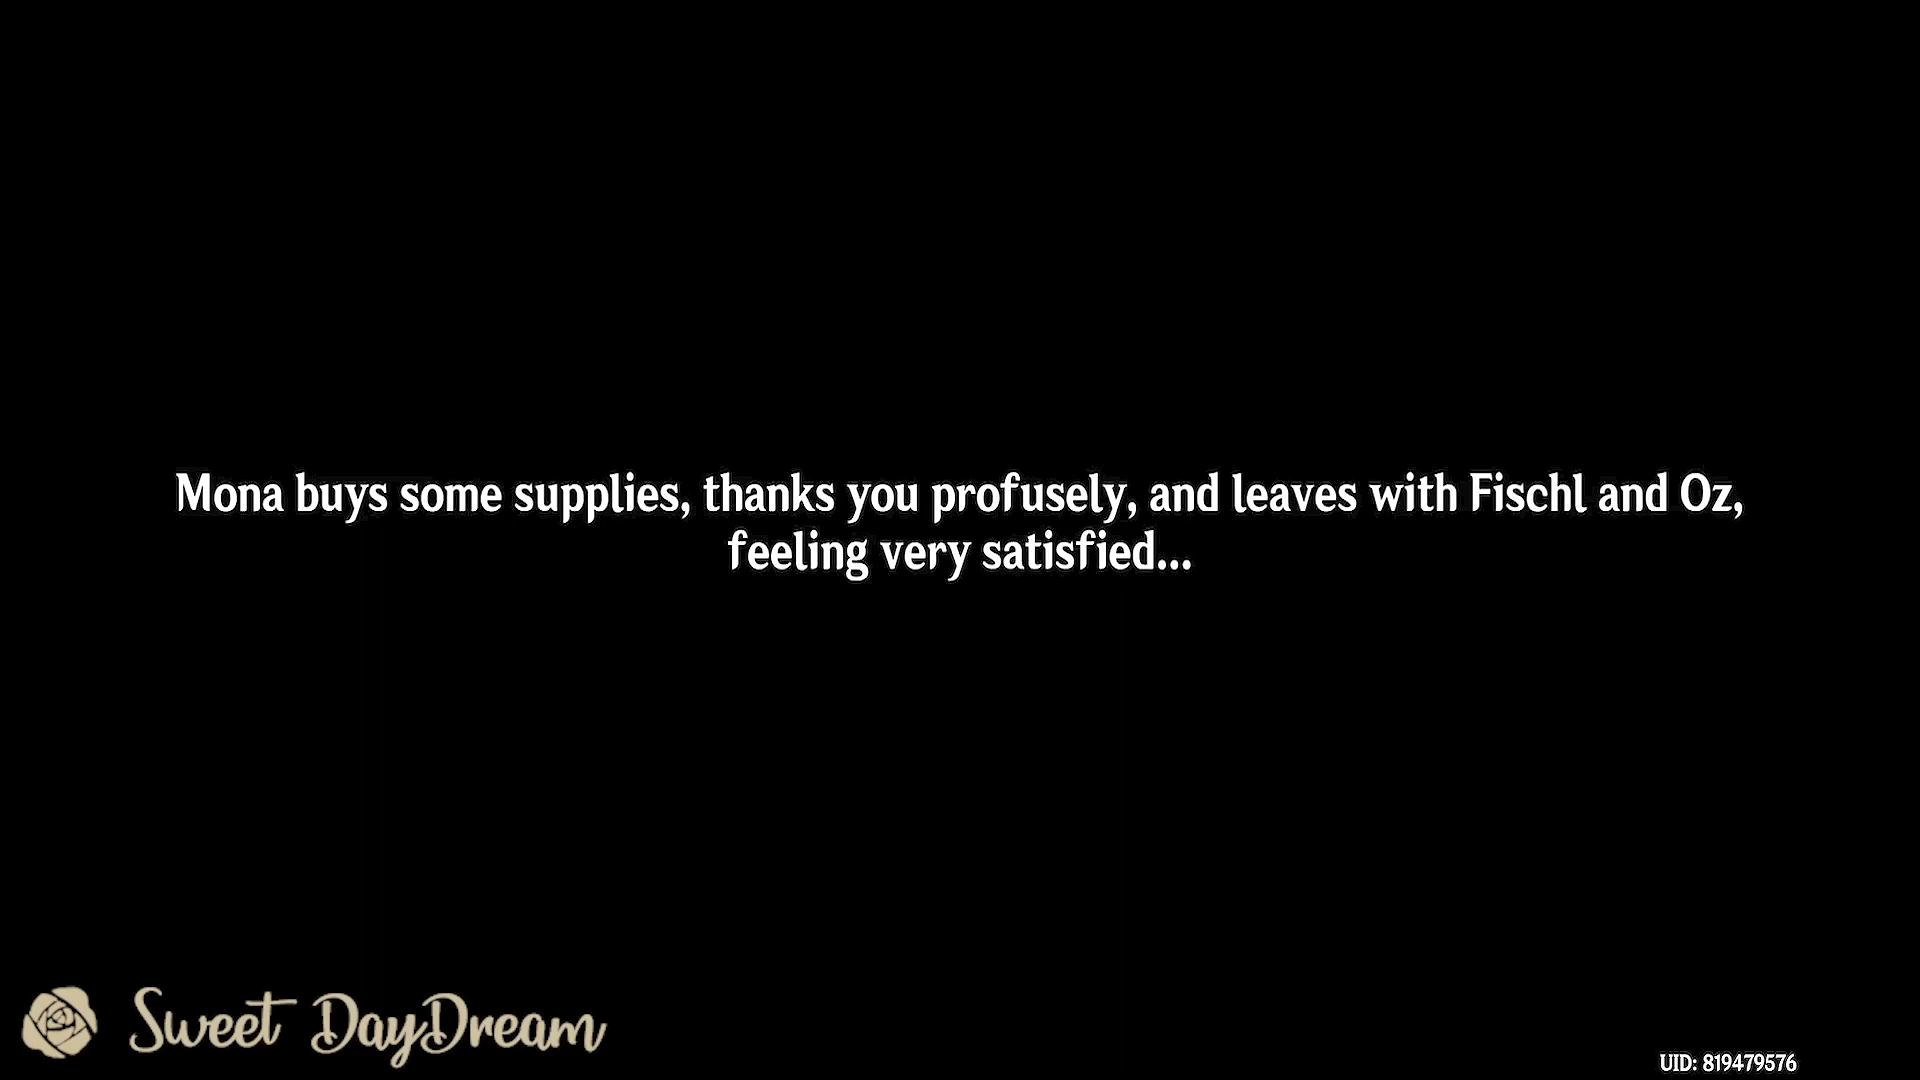 Mona buys some supplies, thanks you profusely, and leaves with Fischl and Oz,
feeling very satisfied...
Sweet DayDream
UID: 819479576